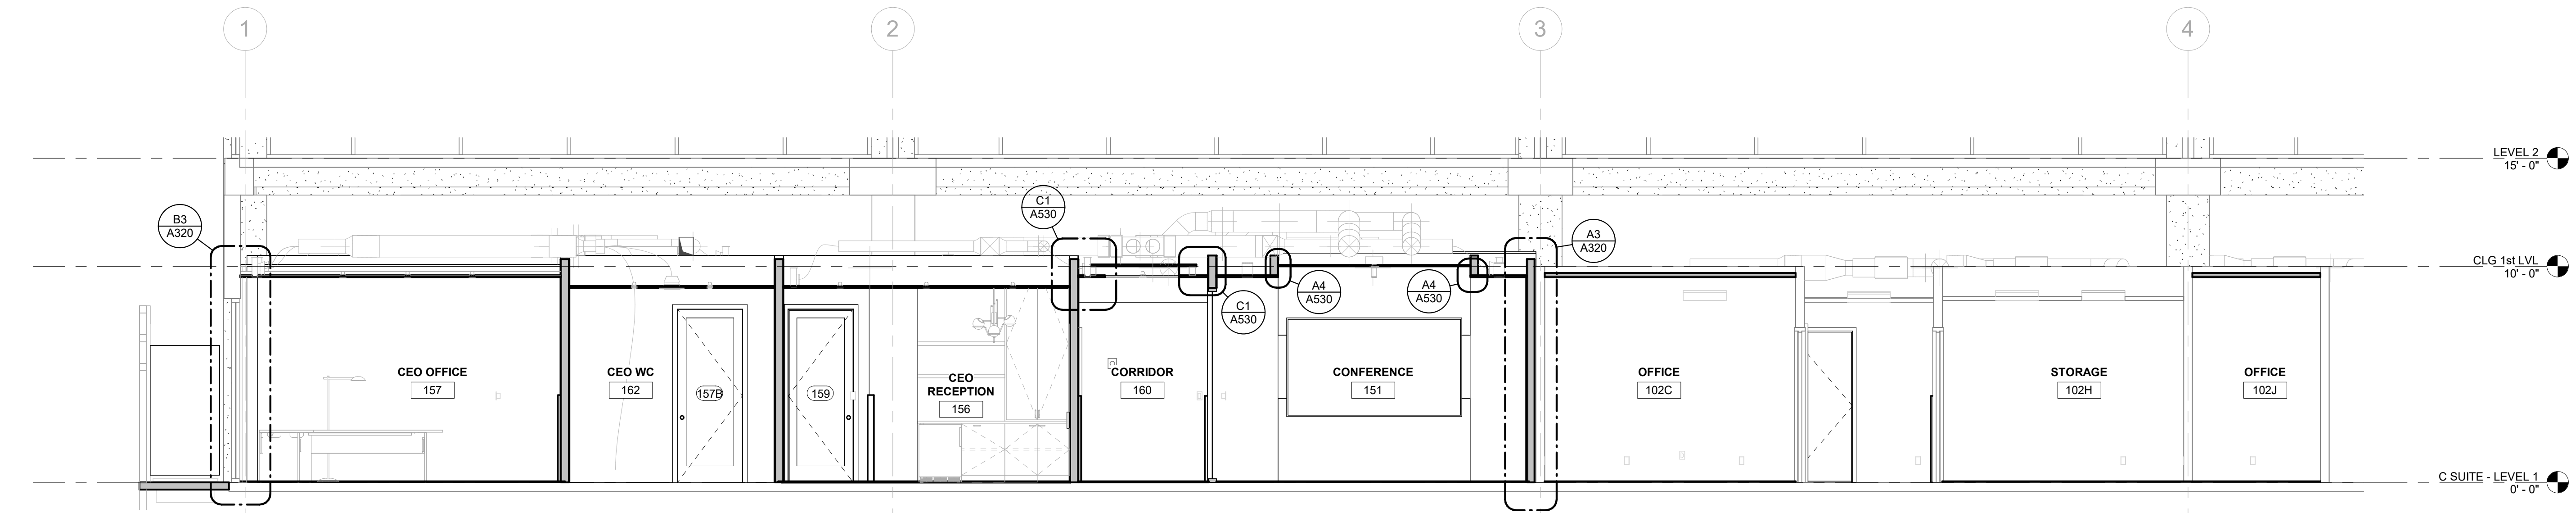 1
2
3
4
LEVEL 2
15' - 0"
B3
A320
C1
A530
A3
A320
CLG 1st LVL
10' - 0"
A4
A530
A4
A530
C1
A530
CEO OFFICE
157
CEO WC
162
157B
159
CEO
RECEPTION
156
CORRIDOR
160
CONFERENCE
151
OFFICE
102C
STORAGE
102H
OFFICE
102J
C SUITE - LEVEL 1
0' - 0"